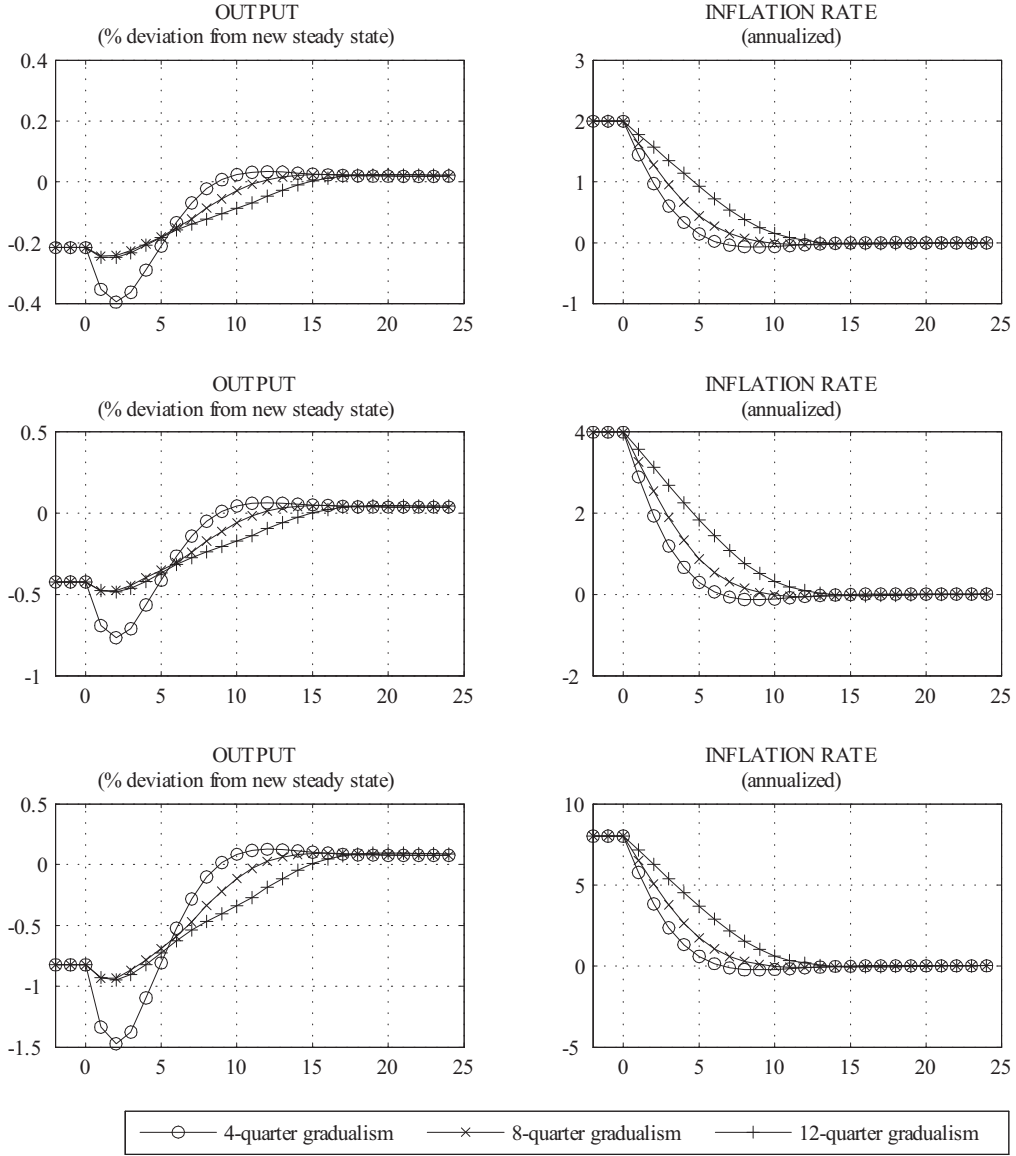 OUTPUT
(% deviation from new steady state)
0.4
0.2
0
-0.2
-0.4
0 5 10 15 20 25
INFLATION RATE
(annualized)
3
2
1
0
-1
0 5 10 15 20 25
OUTPUT
(% deviation from new steady state)
0.5
0
-0.5
-1
0 5 10 15 20 25
INFLATION RATE
(annualized)
4
2
0
-2
0 5 10 15 20 25
OUTPUT
(% deviation from new steady state)
0.5
0
-0.5
-1
-1.5
0 5 10 15 20 25
INFLATION RATE
(annualized)
10
5
0
-5
0 5 10 15 20 25
4-quarter gradualism 8-quarter gradualism 12-quarter gradualism